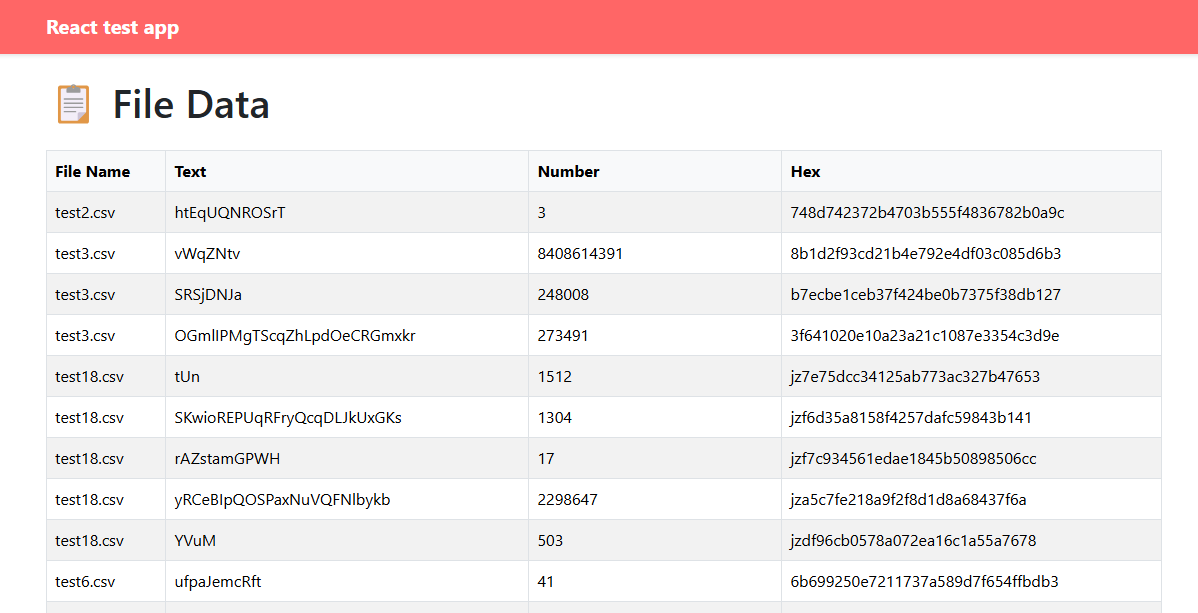 React test app
File Data
File Name Text Number Hex
test2.csv htEqUQNROSrT 3 748d742372b4703b555f4836782b0a9c
test3.csv vWqZNtv 8408614391 8b1d2f93cd21b4e792e4df03c085d6b3
test3.csv SRSjDNJa 248008 b7ecbe1ceb37f424be0b7375f38db127
test3.csv OGmlIPMgTScqZhLpdOeCRGmxkr 273491 3f641020e10a23a21c1087e3354c3d9e
test18.csv tUn 1512 jz7e75dcc34125ab773ac327b47653
test18.csv SKwioREPUqRFryQcqDLJkUxGKs 1304 jzf6d35a8158f4257dafc59843b141
test18.csv rAZstamGPWH 17 jzf7c934561edae1845b50898506cc
test18.csv yRCeBIpQOSPaxNuVQFNlbykb 2298647 jza5c7fe218a9f2f8d1d8a68437f6a
test18.csv YVuM 503 jzdf96cb0578a072ea16c1a55a7678
test6.csv ufpaJemcRft 41 6b699250e7211737a589d7f654ffbdb3